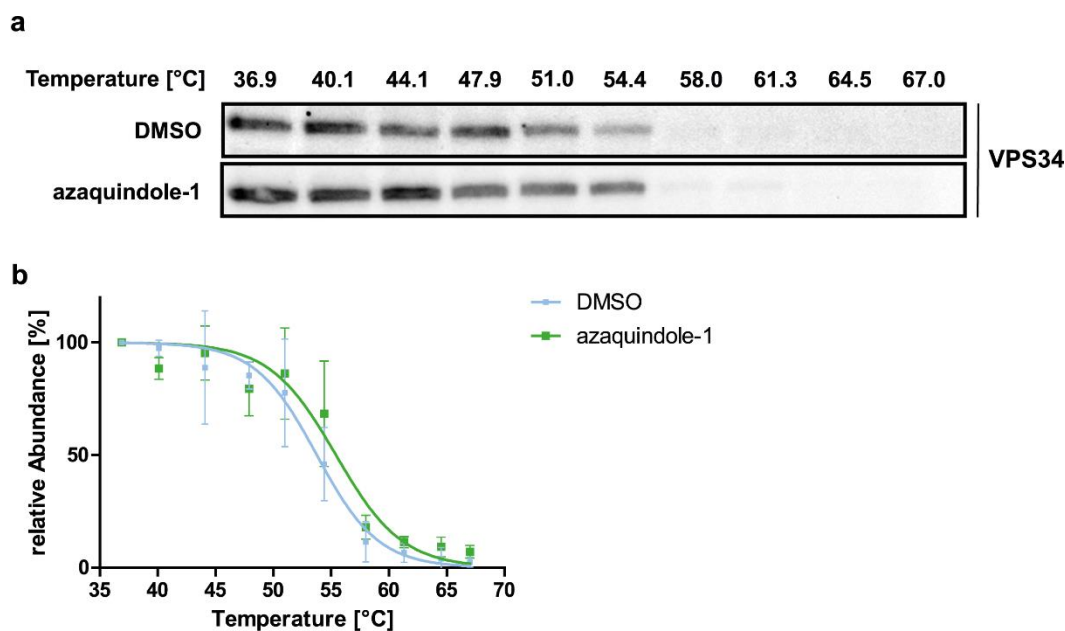 a
Temperature [°C] 36.9 40.1 44.1 47.9 51.0 54.4 58.0 61.3 64.5 67.0
DMSO
azaquindole-1
VPS34
b
DMSO
azaquindole-1
relative Abundance [%]
100
50
0
35 40 45 50 55 60 65 70
Temperature [°C]